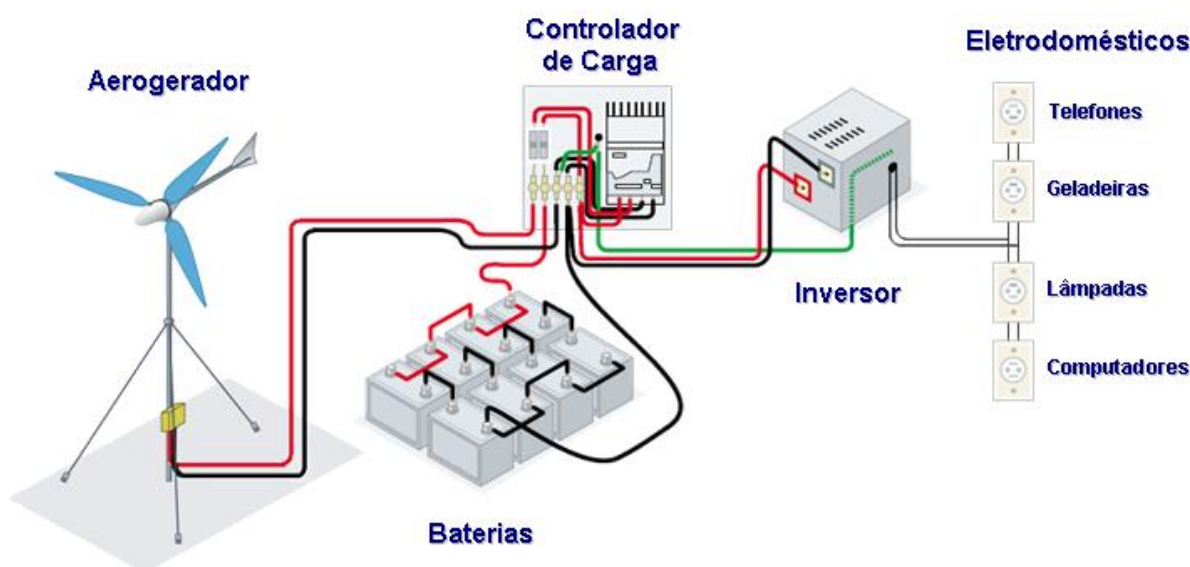 Aerogerador
Controlador
de Carga
Eletrodomésticos
Telefones
Geladeiras
Inversor
Lâmpadas
Computadores
Baterias